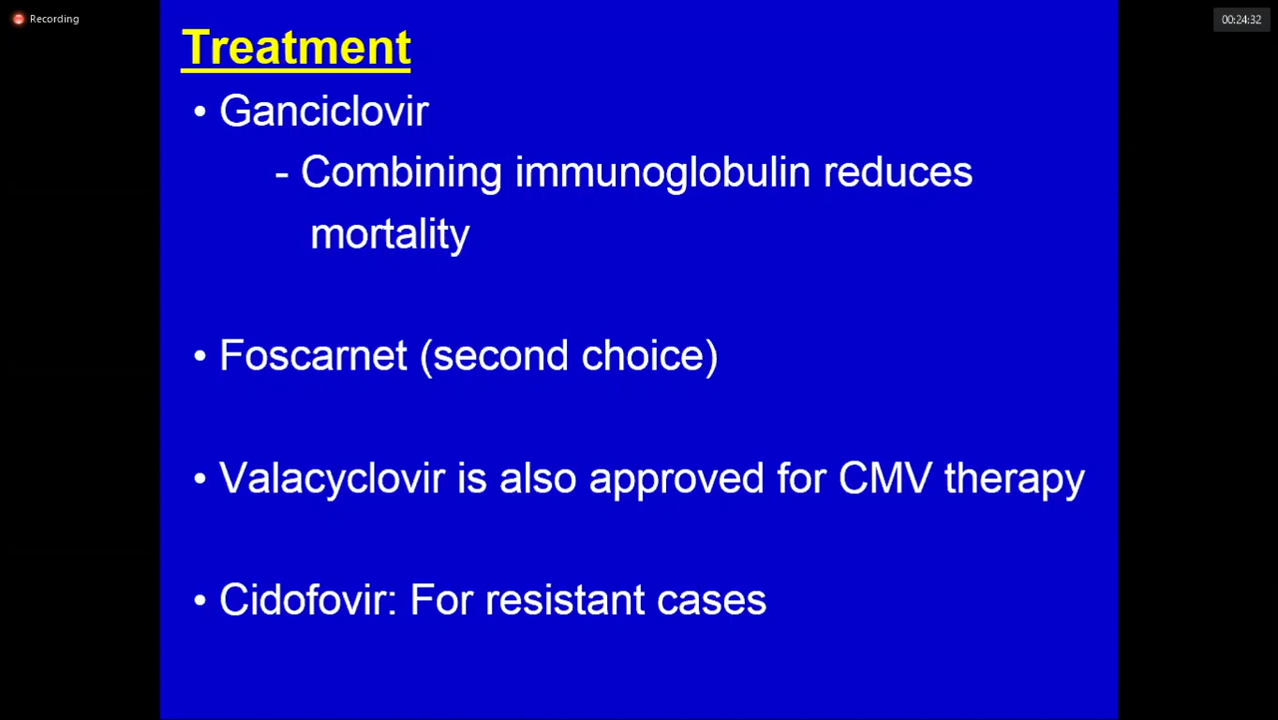 Recording
00:24:32
Treatment
• Ganciclovir
- Combining immunoglobulin reduces
mortality
• Foscarnet (second choice)
• Valacyclovir is also approved for CMV therapy
• Cidofovir: For resistant cases